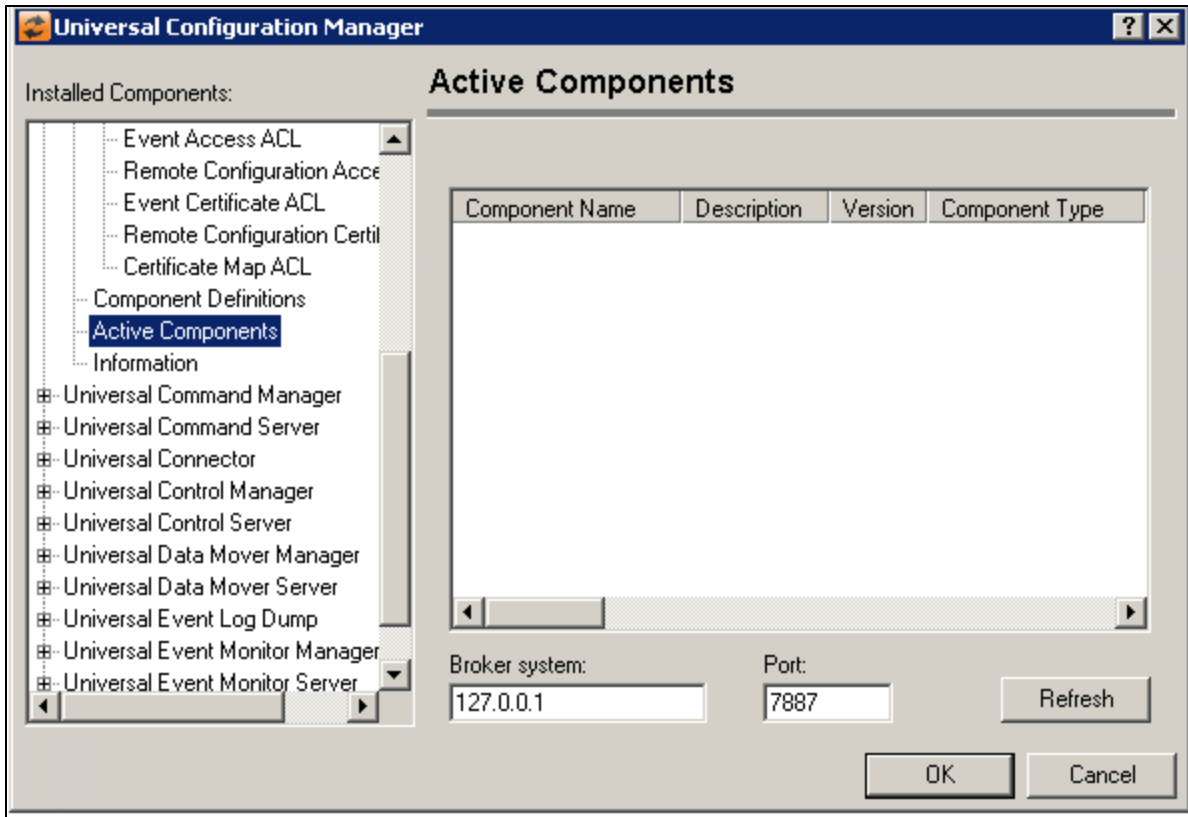 Universal Configuration Manager
Installed Components:
Active Components
Event Access ACL
Remote Configuration Acce
Event Certificate ACL
Remote Configuration Certif
Certificate Map ACL
Component Definitions
Active Components
Information
Universal Command Manager
Universal Command Server
Universal Connector
Universal Control Manager
Universal Control Server
Universal Data Mover Manager
Universal Data Mover Server
Universal Event Log Dump
Universal Event Monitor Manager
Universal Event Monitor Server
Component Name Description Version Component Type
Broker system: Port:
127.0.0.1 7887 Refresh
OK Cancel